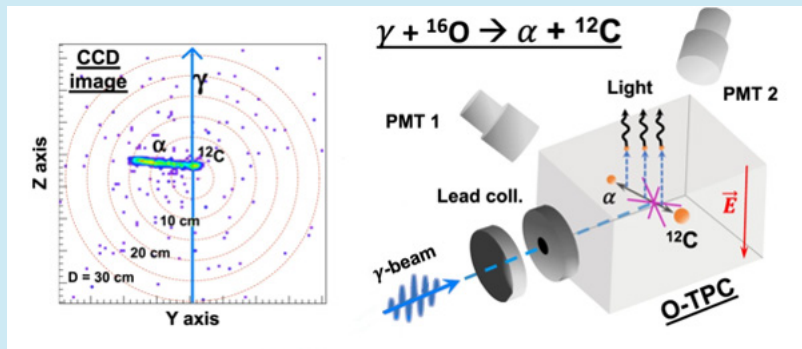 CCD
image
γ
α
¹²C
10 cm
20 cm
D = 30 cm
Z axis
Y axis
γ + ¹⁶O → α + ¹²C
PMT 1
Light
PMT 2
Lead coll.
α
¹²C
E⃗
γ-beam
O-TPC